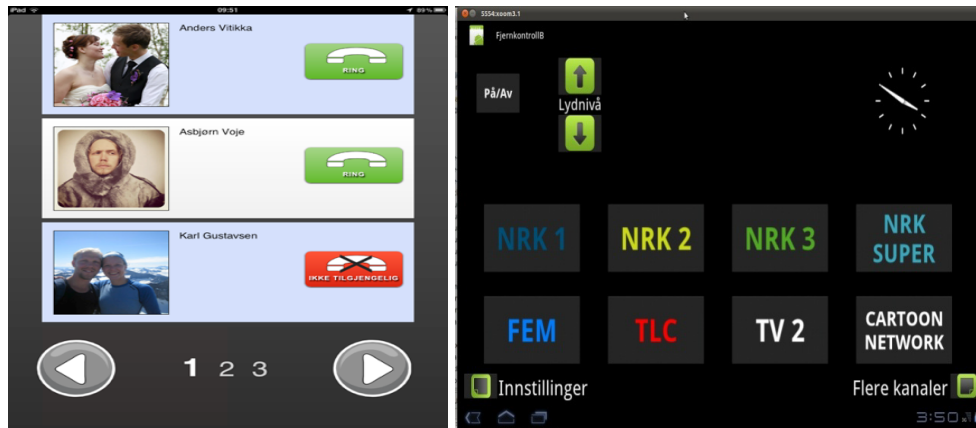 iPad
09:51
89%
Anders Vitikka
RING
Asbjørn Voje
RING
Karl Gustavsen
IKKE TILGJENGELIG
1 2 3
5554:xoom3.1
FjernkontrollB
På/Av
Lydnivå
NRK 1
NRK 2
NRK 3
NRK
SUPER
FEM
TLC
TV 2
CARTOON
NETWORK
Innstillinger
Flere kanaler
3:50